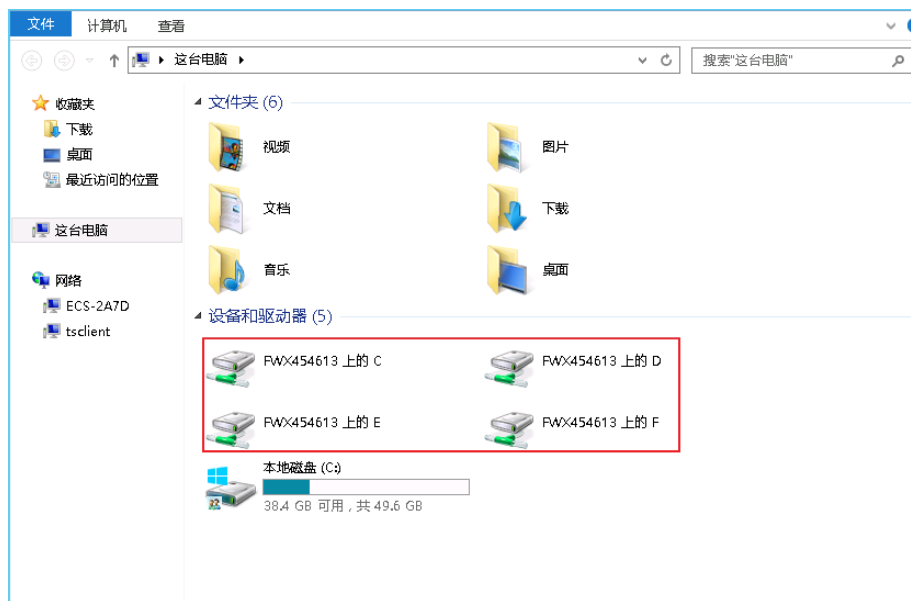 文件 计算机 查看
这台电脑 搜索"这台电脑"
收藏夹
下载
桌面
最近访问的位置
这台电脑
网络
ECS-2A7D
tsclient
文件夹 (6)
视频 图片
文档 下载
音乐 桌面
设备和驱动器 (5)
FWX454613 上的 C FWX454613 上的 D
FWX454613 上的 E FWX454613 上的 F
本地磁盘 (C:)
38.4 GB 可用，共 49.6 GB